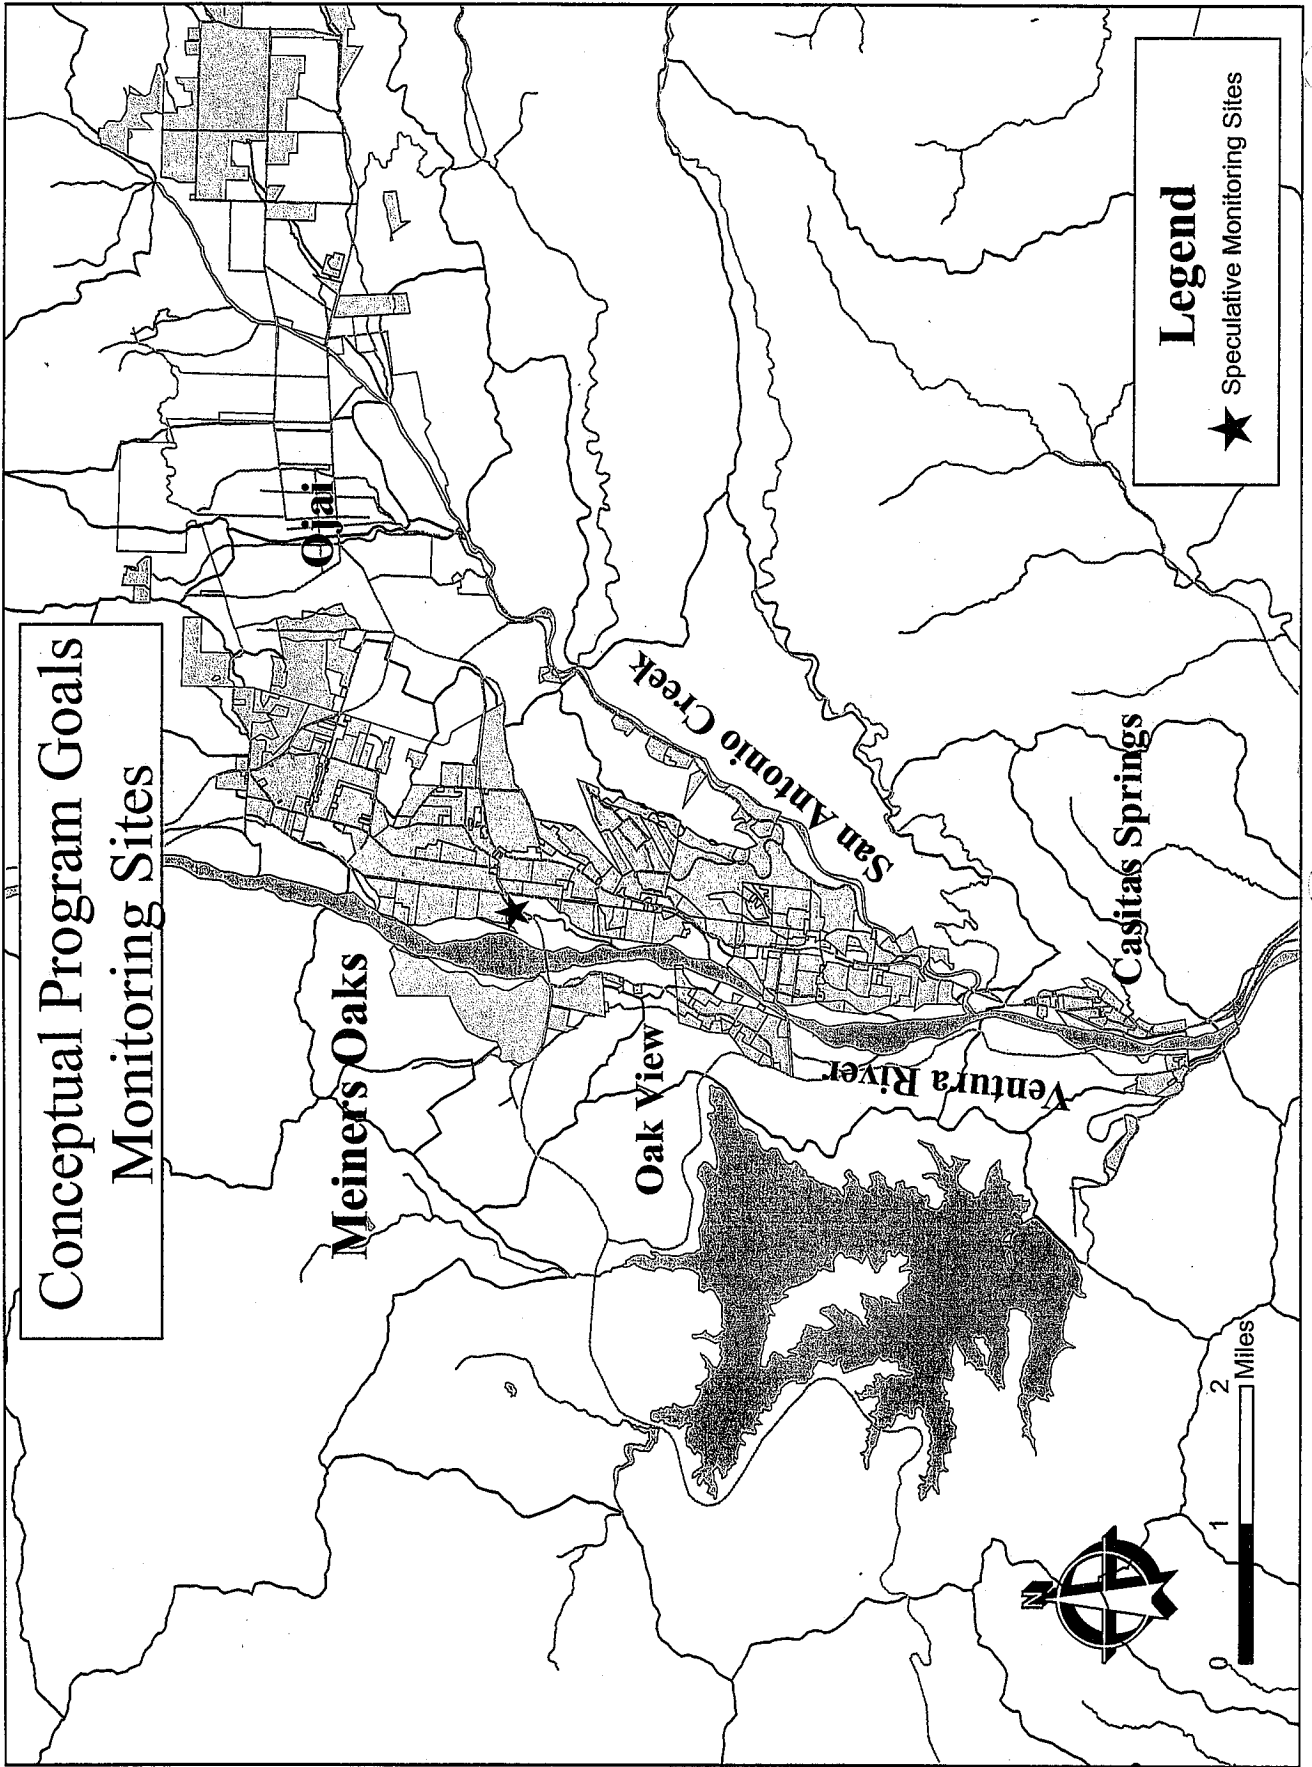 Conceptual Program Goals
Monitoring Sites
Ojai
Meiners Oaks
San Antonio Creek
Oak View
Ventura River
Casitas Springs
Legend
Speculative Monitoring Sites
N
0 1 2
Miles